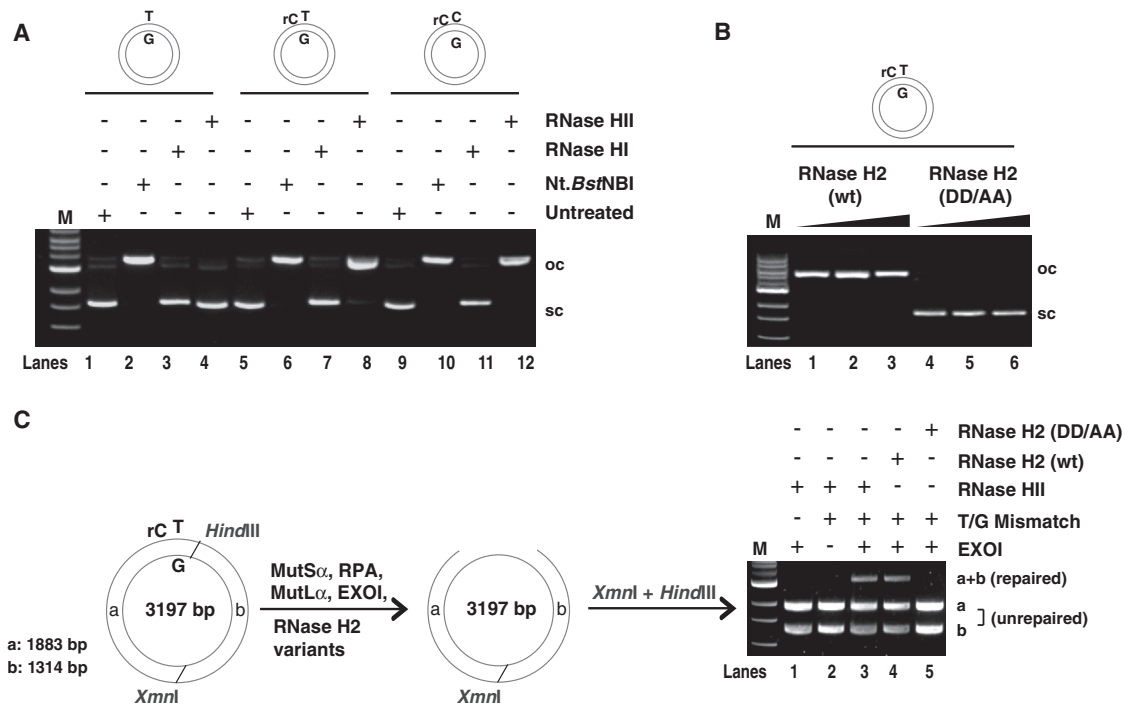 A
T
G
rC T
G
rC C
G
- - - + - - - + - - - + RNase HII
- - + - - - + - - - + - RNase HI
- + - - - + - - - + - - Nt.BstNBI
M + - - - + - - - + - - - Untreated
oc
sc
Lanes 1 2 3 4 5 6 7 8 9 10 11 12
B
rC T
G
RNase H2 (wt)
RNase H2 (DD/AA)
M
oc
sc
Lanes 1 2 3 4 5 6
C
rC T HindIII
G
a 3197 bp b
a: 1883 bp
b: 1314 bp
XmnI
MutSα, RPA,
MutLα, EXOI,
RNase H2
variants
a 3197 bp b
XmnI
XmnI + HindIII
- - - - + RNase H2 (DD/AA)
- - - + - RNase H2 (wt)
+ + + - - RNase HII
- + + + + T/G Mismatch
M + - + + + EXOI
a+b (repaired)
a
b
] (unrepaired)
Lanes 1 2 3 4 5